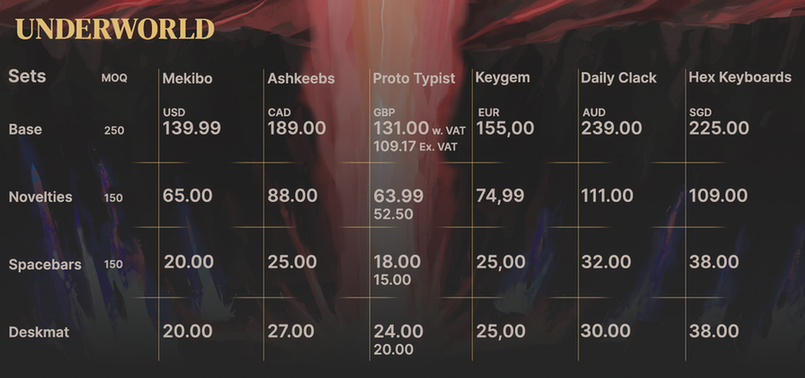 UNDERWORLD
Sets MOQ Mekibo Ashkeebs Proto Typist Keygem Daily Clack Hex Keyboards
USD CAD GBP EUR AUD SGD
Base 250 139.99 189.00 131.00 w. VAT 155,00 239.00 225.00
109.17 Ex. VAT
Novelties 150 65.00 88.00 63.99 74,99 111.00 109.00
52.50
Spacebars 150 20.00 25.00 18.00 25,00 32.00 38.00
15.00
Deskmat 20.00 27.00 24.00 25,00 30.00 38.00
20.00